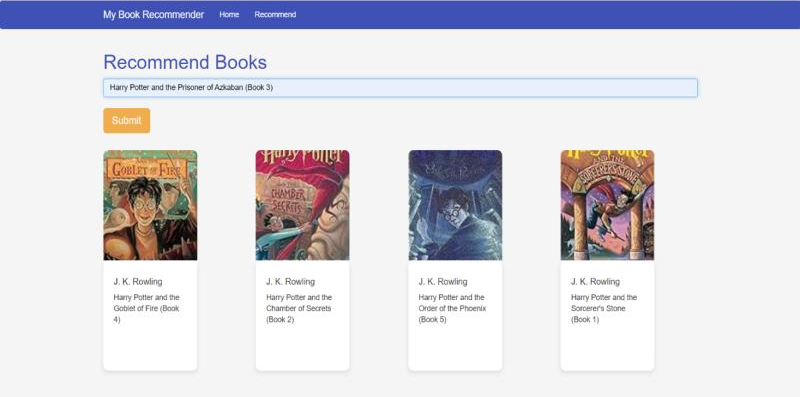 My Book Recommender Home Recommend
Recommend Books
Harry Potter and the Prisoner of Azkaban (Book 3)
Submit
GOBLET OF FIRE
Harry Potter
AND THE
CHAMBER
SECRETS
Harry Potter
AND THE
SORCERER'S
STONE
J. K. Rowling
Harry Potter and the
Goblet of Fire (Book
4)
J. K. Rowling
Harry Potter and the
Chamber of Secrets
(Book 2)
J. K. Rowling
Harry Potter and the
Order of the Phoenix
(Book 5)
J. K. Rowling
Harry Potter and the
Sorcerer's Stone
(Book 1)